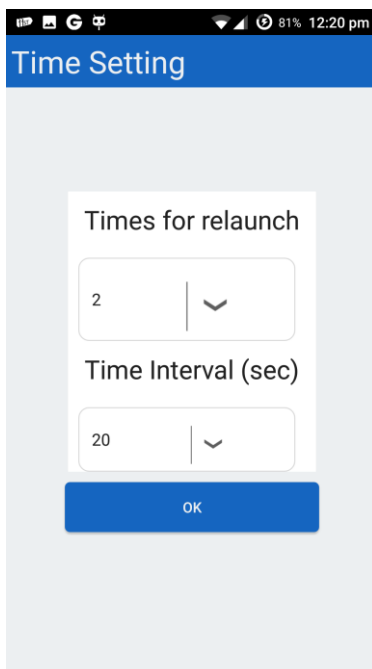 81% 12:20 pm
Time Setting
Times for relaunch
2
Time Interval (sec)
20
OK